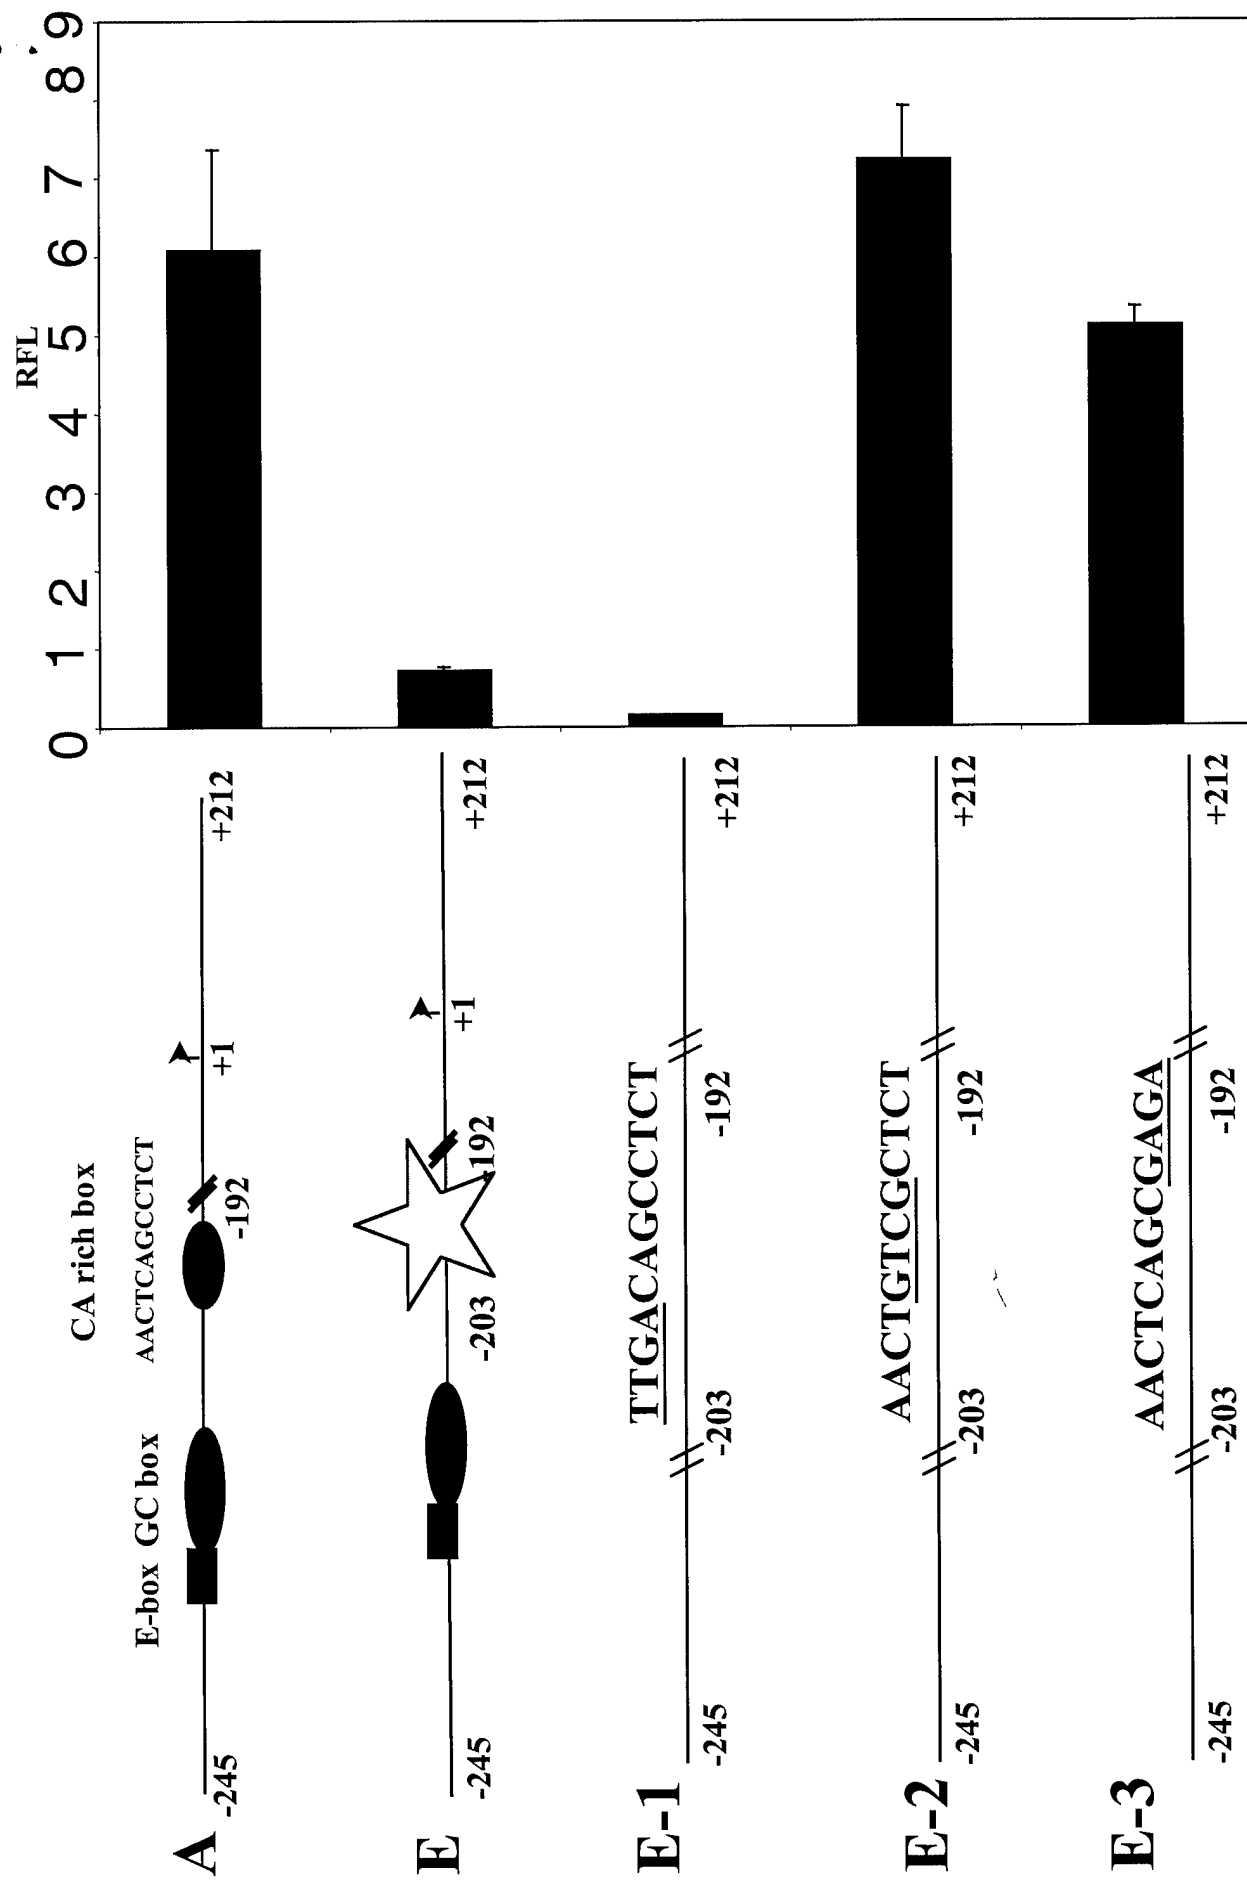 RFL
0 1 2 3 4 5 6 7 8 9
CA rich box
E-box GC box AACTCAGCCTCT
A
-245 -192 +1 +212
E
-245 -203 -192 +1 +212
TTGACAGCCTCT
E-1
-245 -203 -192 +212
AACTGTCGCTCT
E-2
-245 -203 -192 +212
AACTCAGCGAGA
E-3
-245 -203 -192 +212